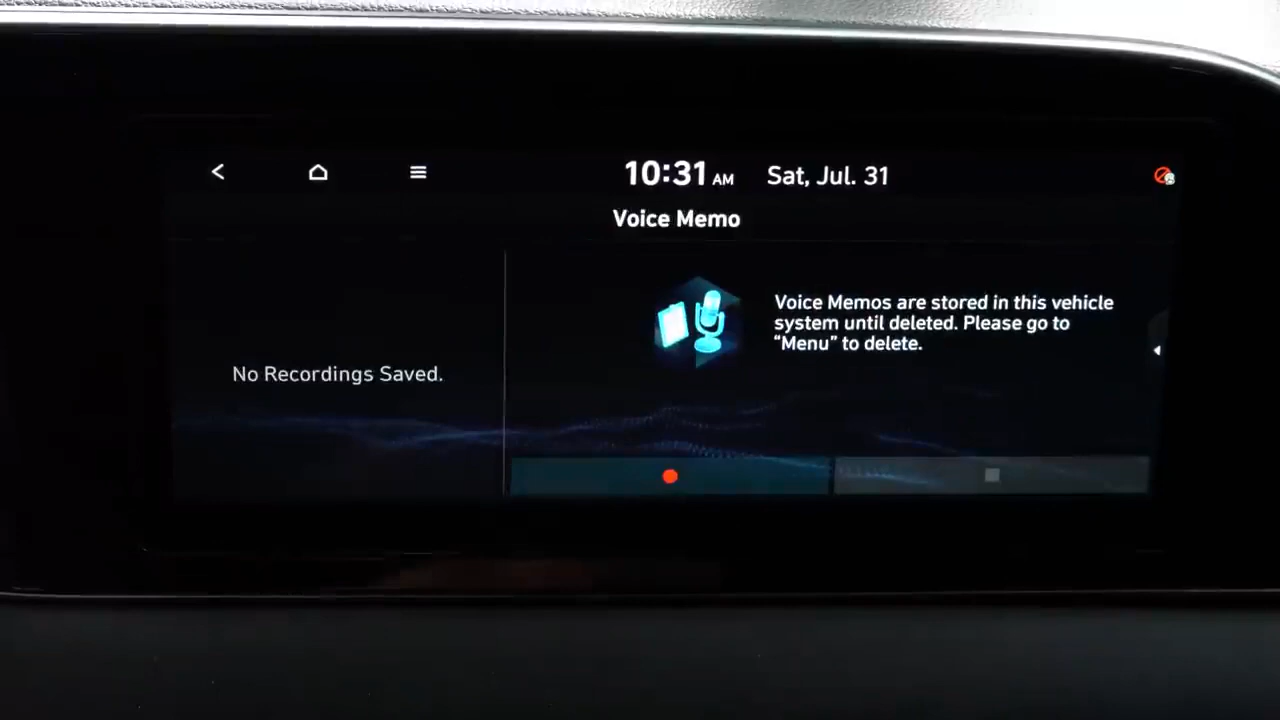 10:31 AM Sat, Jul. 31
Voice Memo
Voice Memos are stored in this vehicle
system until deleted. Please go to
“Menu” to delete.
No Recordings Saved.